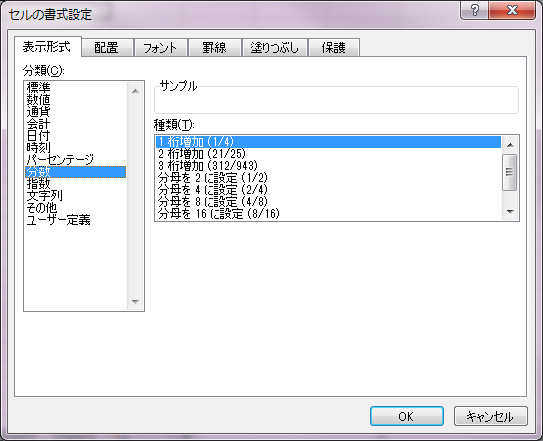 セルの書式設定
表示形式 配置 フォント 罫線 塗りつぶし 保護
分類(C):
標準
数値
通貨
会計
日付
時刻
パーセンテージ
分数
指数
文字列
その他
ユーザー定義
サンプル
種類(T):
1 桁増加 (1/4)
2 桁増加 (21/25)
3 桁増加 (312/943)
分母を 2 に設定 (1/2)
分母を 4 に設定 (2/4)
分母を 8 に設定 (4/8)
分母を 16 に設定 (8/16)
OK キャンセル